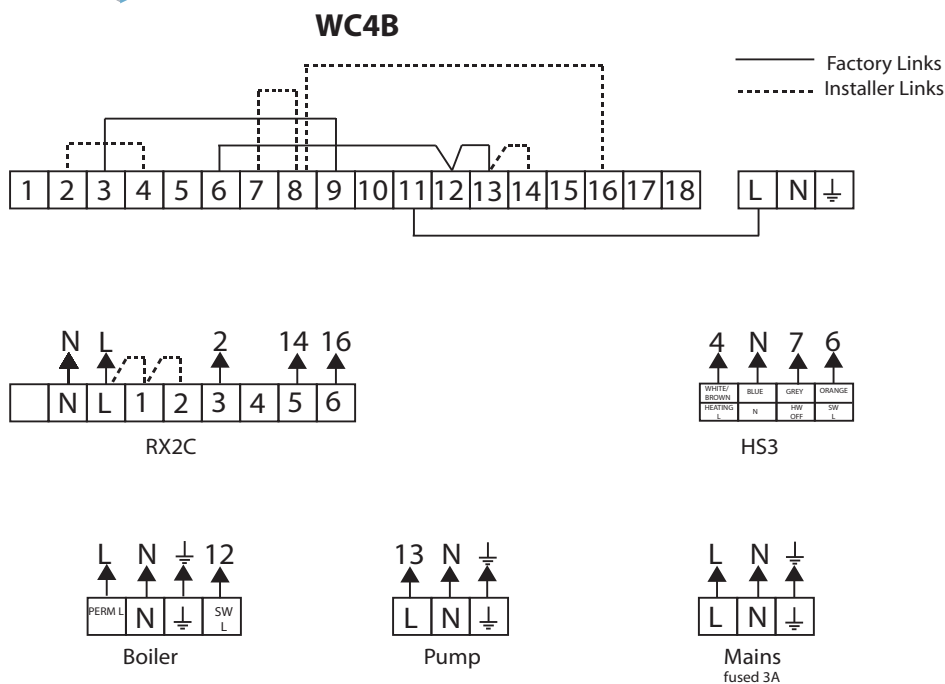 WC4B
Factory Links
Installer Links
1 2 3 4 5 6 7 8 9 10 11 12 13 14 15 16 17 18 L N
N L 2 14 16
N L 1 2 3 4 5 6
RX2C
4 N 7 6
WHITE/ BROWN BLUE GREY ORANGE
HEATING L N HW OFF SW L
HS3
L N 12
PERM L N SW L
Boiler
13 N
L N
Pump
L N
L N
Mains
fused 3A